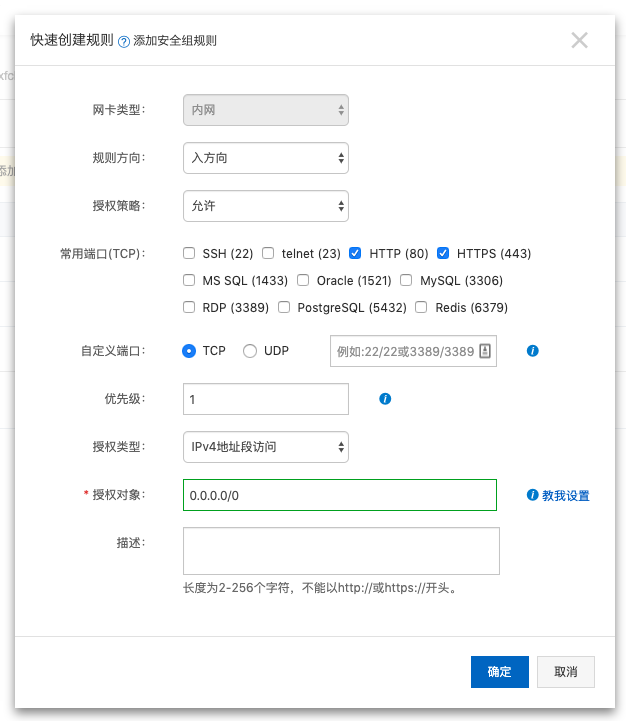 快速创建规则 ? 添加安全组规则
网卡类型： 内网
规则方向： 入方向
授权策略： 允许
常用端口(TCP)： SSH (22) telnet (23) HTTP (80) HTTPS (443)
MS SQL (1433) Oracle (1521) MySQL (3306)
RDP (3389) PostgreSQL (5432) Redis (6379)
自定义端口： TCP UDP 例如:22/22或3389/3389 i
优先级： 1 i
授权类型： IPv4地址段访问
* 授权对象： 0.0.0.0/0 i 教我设置
描述：
长度为2-256个字符，不能以http://或https://开头。
确定 取消
添加